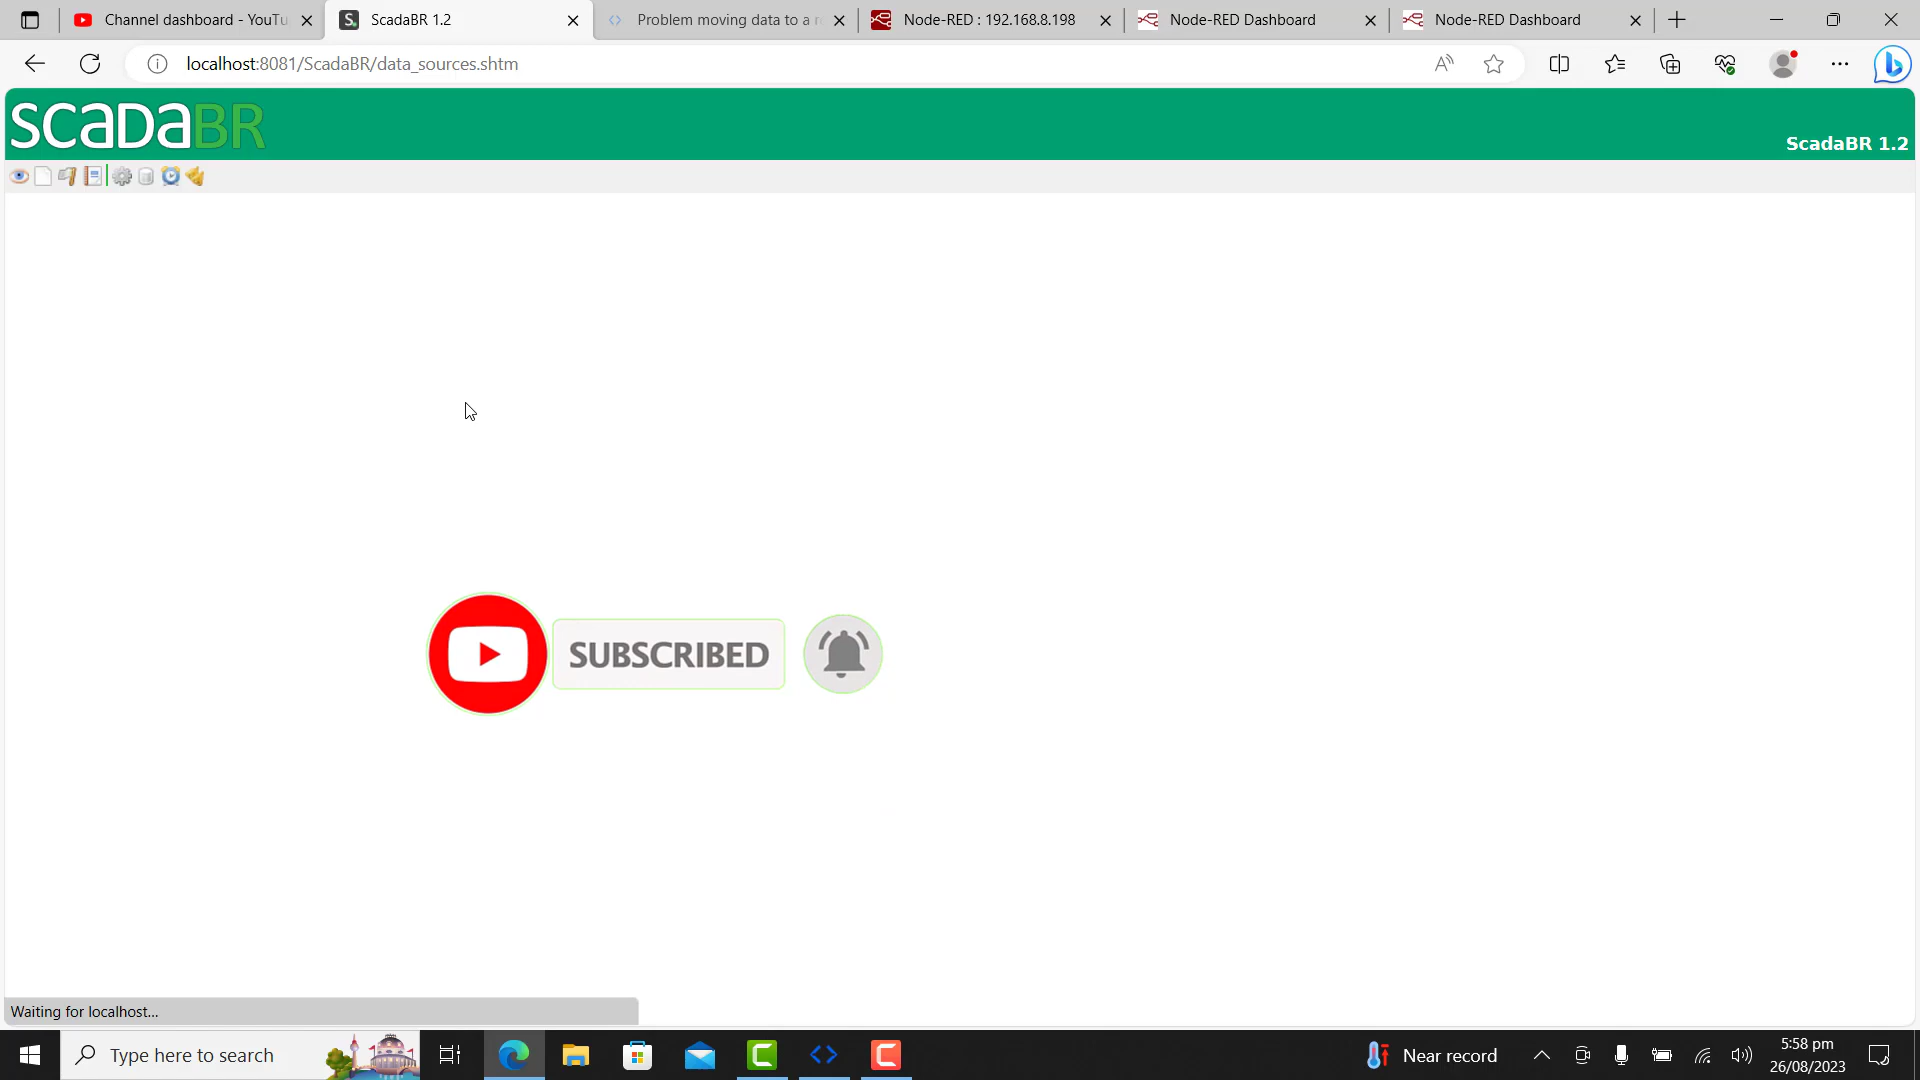 Channel dashboard - YouTu
ScadaBR 1.2
Problem moving data to a r
Node-RED : 192.168.8.198
Node-RED Dashboard
Node-RED Dashboard
localhost:8081/ScadaBR/data_sources.shtm
ScadaBR
ScadaBR 1.2
SUBSCRIBED
Waiting for localhost...
Type here to search
Near record
5:58 pm
26/08/2023